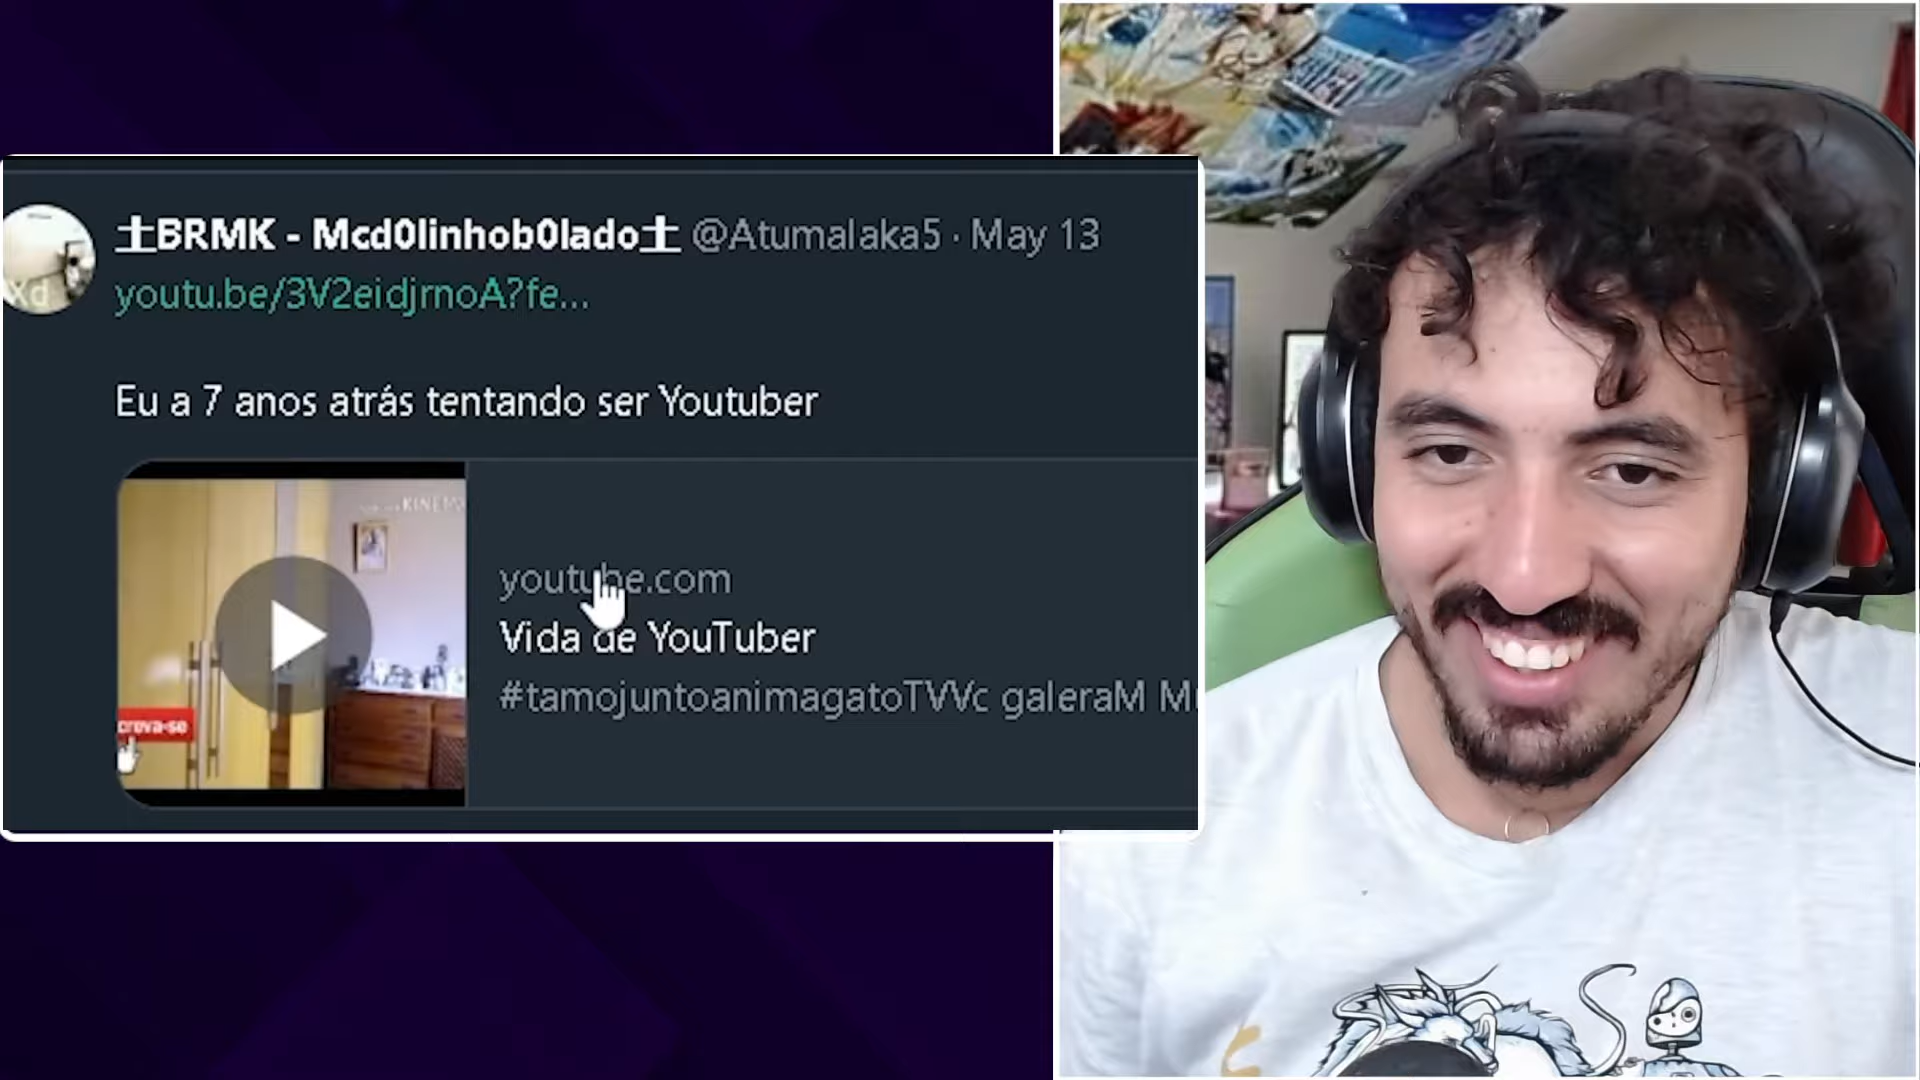 土BRMK - Mcd0linhob0lado土 @Atumalaka5 · May 13
youtu.be/3V2eidjrnoA?fe...
Xd
Eu a 7 anos atrás tentando ser Youtuber
KINEM
youtube.com
Vida de YouTuber
#tamojuntoanimagatoTVVc galeraM M
creva-se